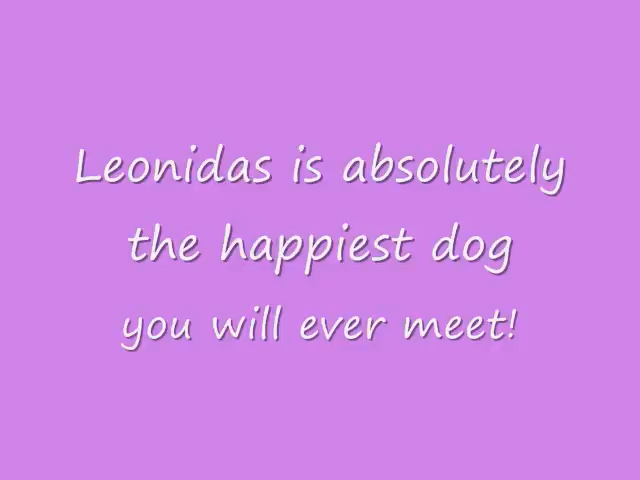 Leonidas is absolutely
the happiest dog
you will ever meet!